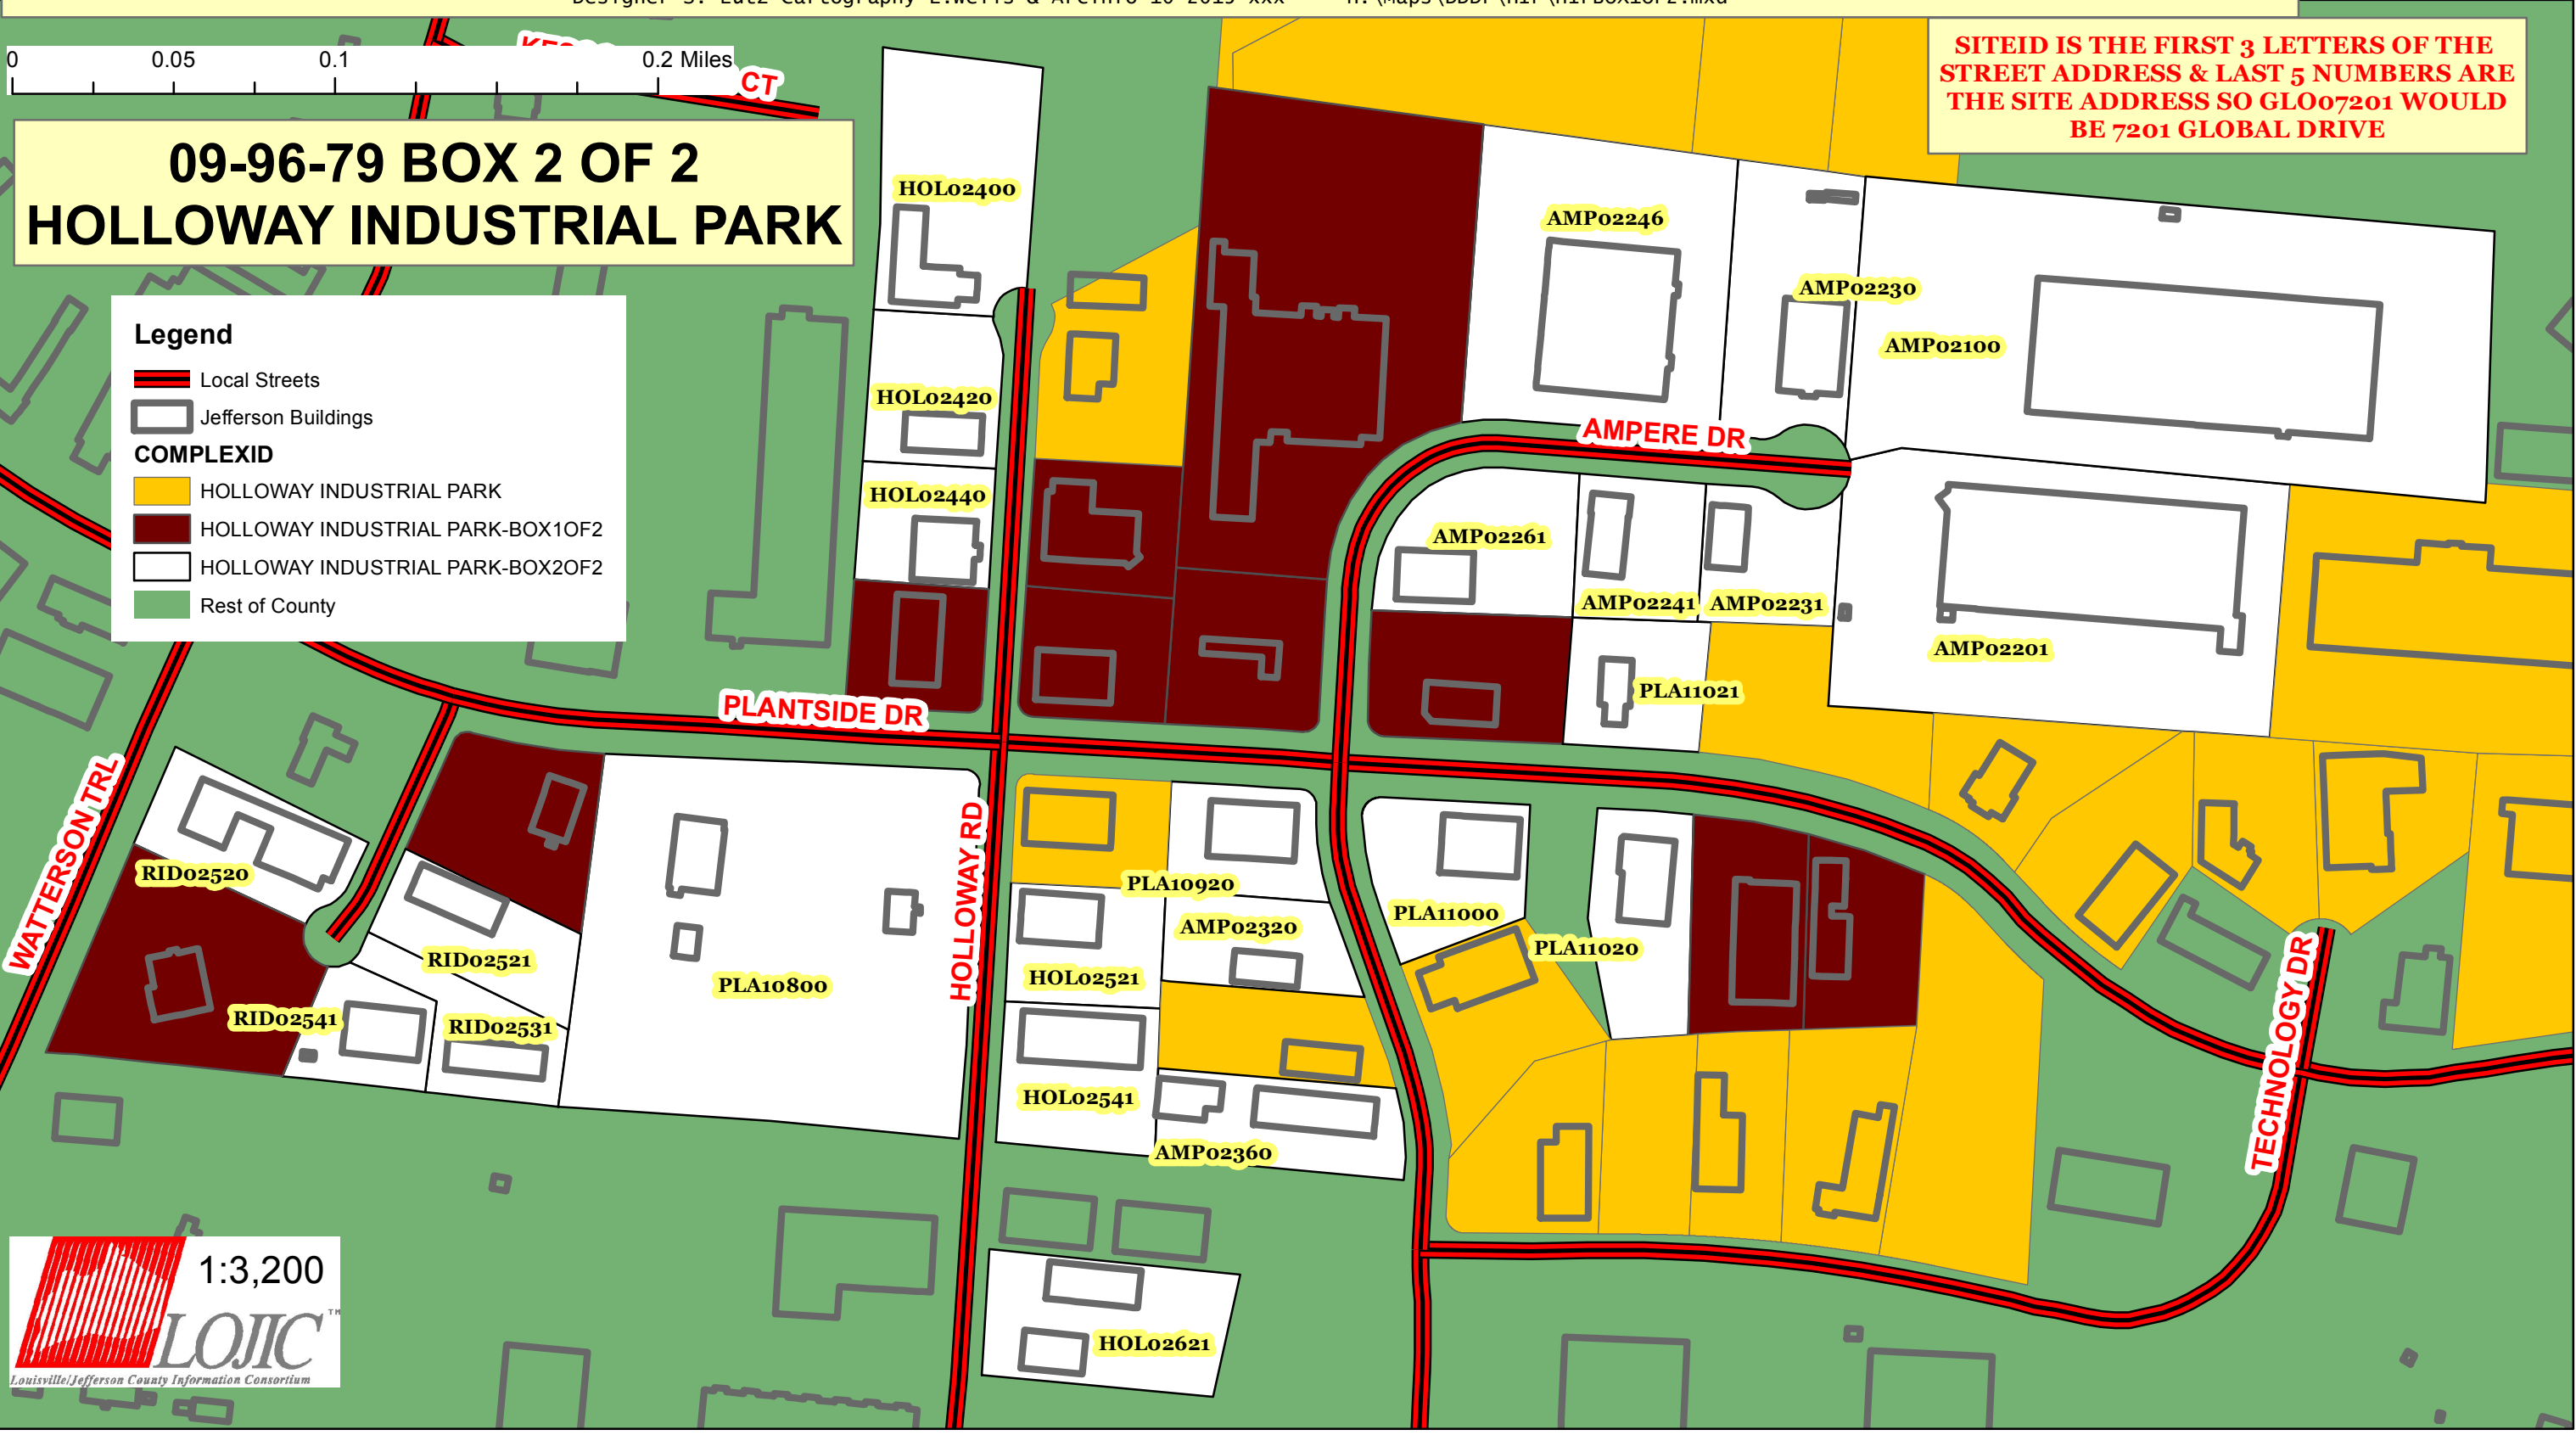 0 0.05 0.1 0.2 Miles
CT
SITEID IS THE FIRST 3 LETTERS OF THE
STREET ADDRESS & LAST 5 NUMBERS ARE
THE SITE ADDRESS SO GLO07201 WOULD
BE 7201 GLOBAL DRIVE
09-96-79 BOX 2 OF 2
HOLLOWAY INDUSTRIAL PARK
Legend
Local Streets
Jefferson Buildings
COMPLEXID
HOLLOWAY INDUSTRIAL PARK
HOLLOWAY INDUSTRIAL PARK-BOX1OF2
HOLLOWAY INDUSTRIAL PARK-BOX2OF2
Rest of County
HOL02400
AMP02246
AMP02230
AMP02100
HOL02420
AMPERE DR
HOL02440
AMP02261
AMP02241
AMP02231
AMP02201
PLA11021
PLANTSIDE DR
WATTERSON TRL
HOLLOWAY RD
RID02520
PLA10920
PLA11000
AMP02320
PLA11020
RID02521
HOL02521
PLA10800
RID02541
RID02531
TECHNOLOGY DR
HOL02541
AMP02360
HOL02621
1:3,200
LOJIC™
Louisville/Jefferson County Information Consortium